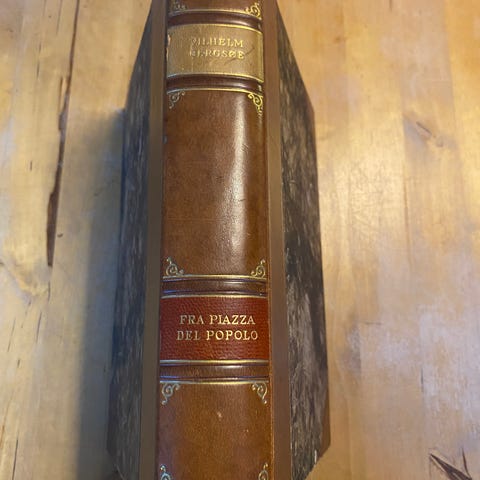 VILHELM
BERGSØE
FRA PIAZZA
DEL POPOLO